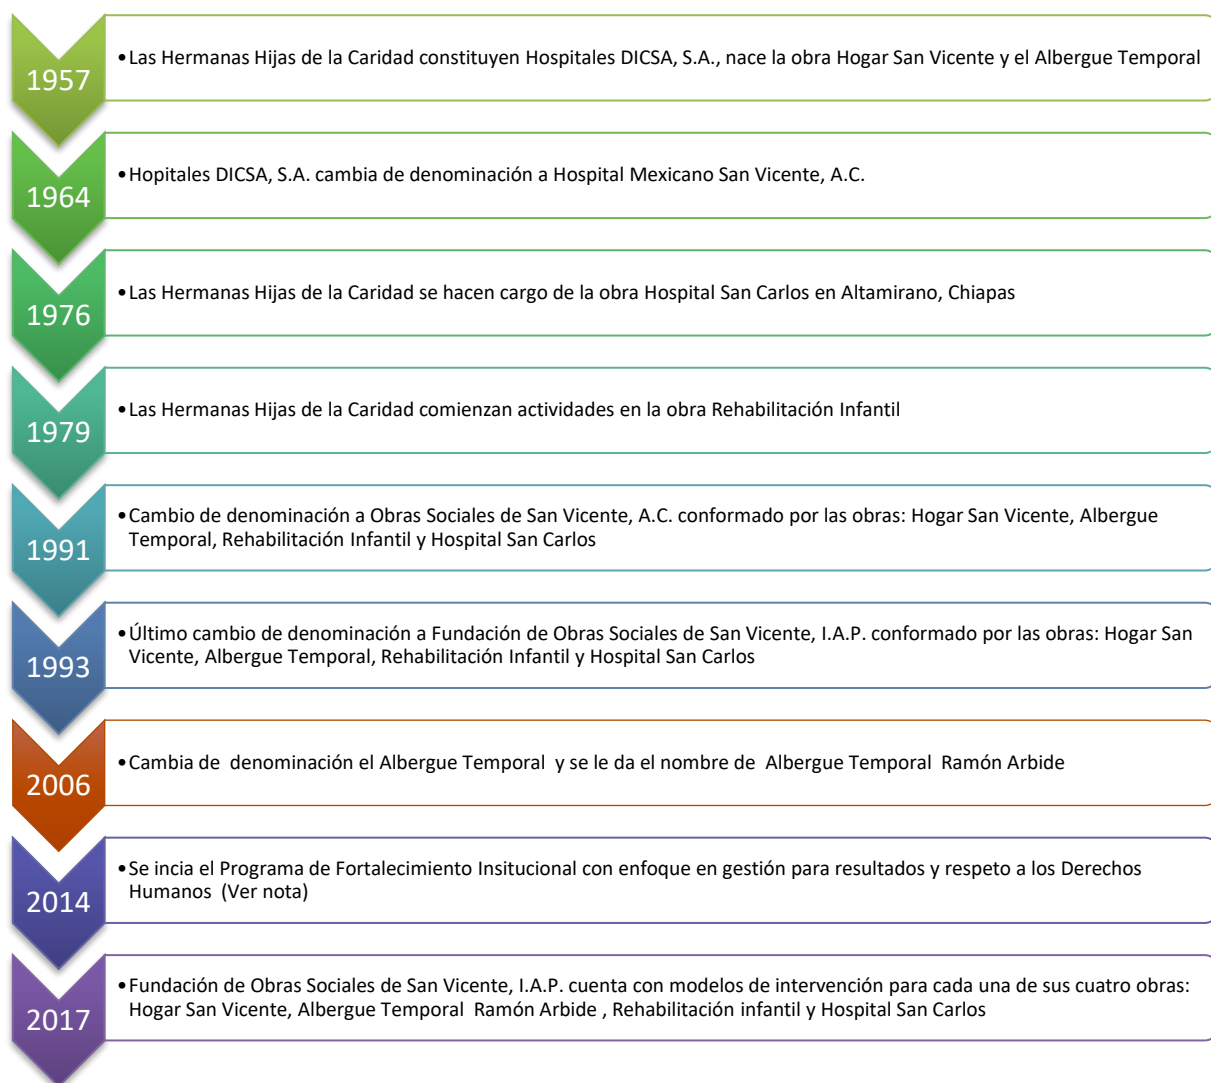 1957
•Las Hermanas Hijas de la Caridad constituyen Hospitales DICSA, S.A., nace la obra Hogar San Vicente y el Albergue Temporal
1964
•Hopitales DICSA, S.A. cambia de denominación a Hospital Mexicano San Vicente, A.C.
1976
•Las Hermanas Hijas de la Caridad se hacen cargo de la obra Hospital San Carlos en Altamirano, Chiapas
1979
•Las Hermanas Hijas de la Caridad comienzan actividades en la obra Rehabilitación Infantil
1991
•Cambio de denominación a Obras Sociales de San Vicente, A.C. conformado por las obras: Hogar San Vicente, Albergue
Temporal, Rehabilitación Infantil y Hospital San Carlos
1993
•Último cambio de denominación a Fundación de Obras Sociales de San Vicente, I.A.P. conformado por las obras: Hogar San
Vicente, Albergue Temporal, Rehabilitación Infantil y Hospital San Carlos
2006
•Cambia de denominación el Albergue Temporal y se le da el nombre de Albergue Temporal Ramón Arbide
2014
•Se incia el Programa de Fortalecimiento Insitucional con enfoque en gestión para resultados y respeto a los Derechos
Humanos (Ver nota)
2017
•Fundación de Obras Sociales de San Vicente, I.A.P. cuenta con modelos de intervención para cada una de sus cuatro obras:
Hogar San Vicente, Albergue Temporal Ramón Arbide , Rehabilitación infantil y Hospital San Carlos